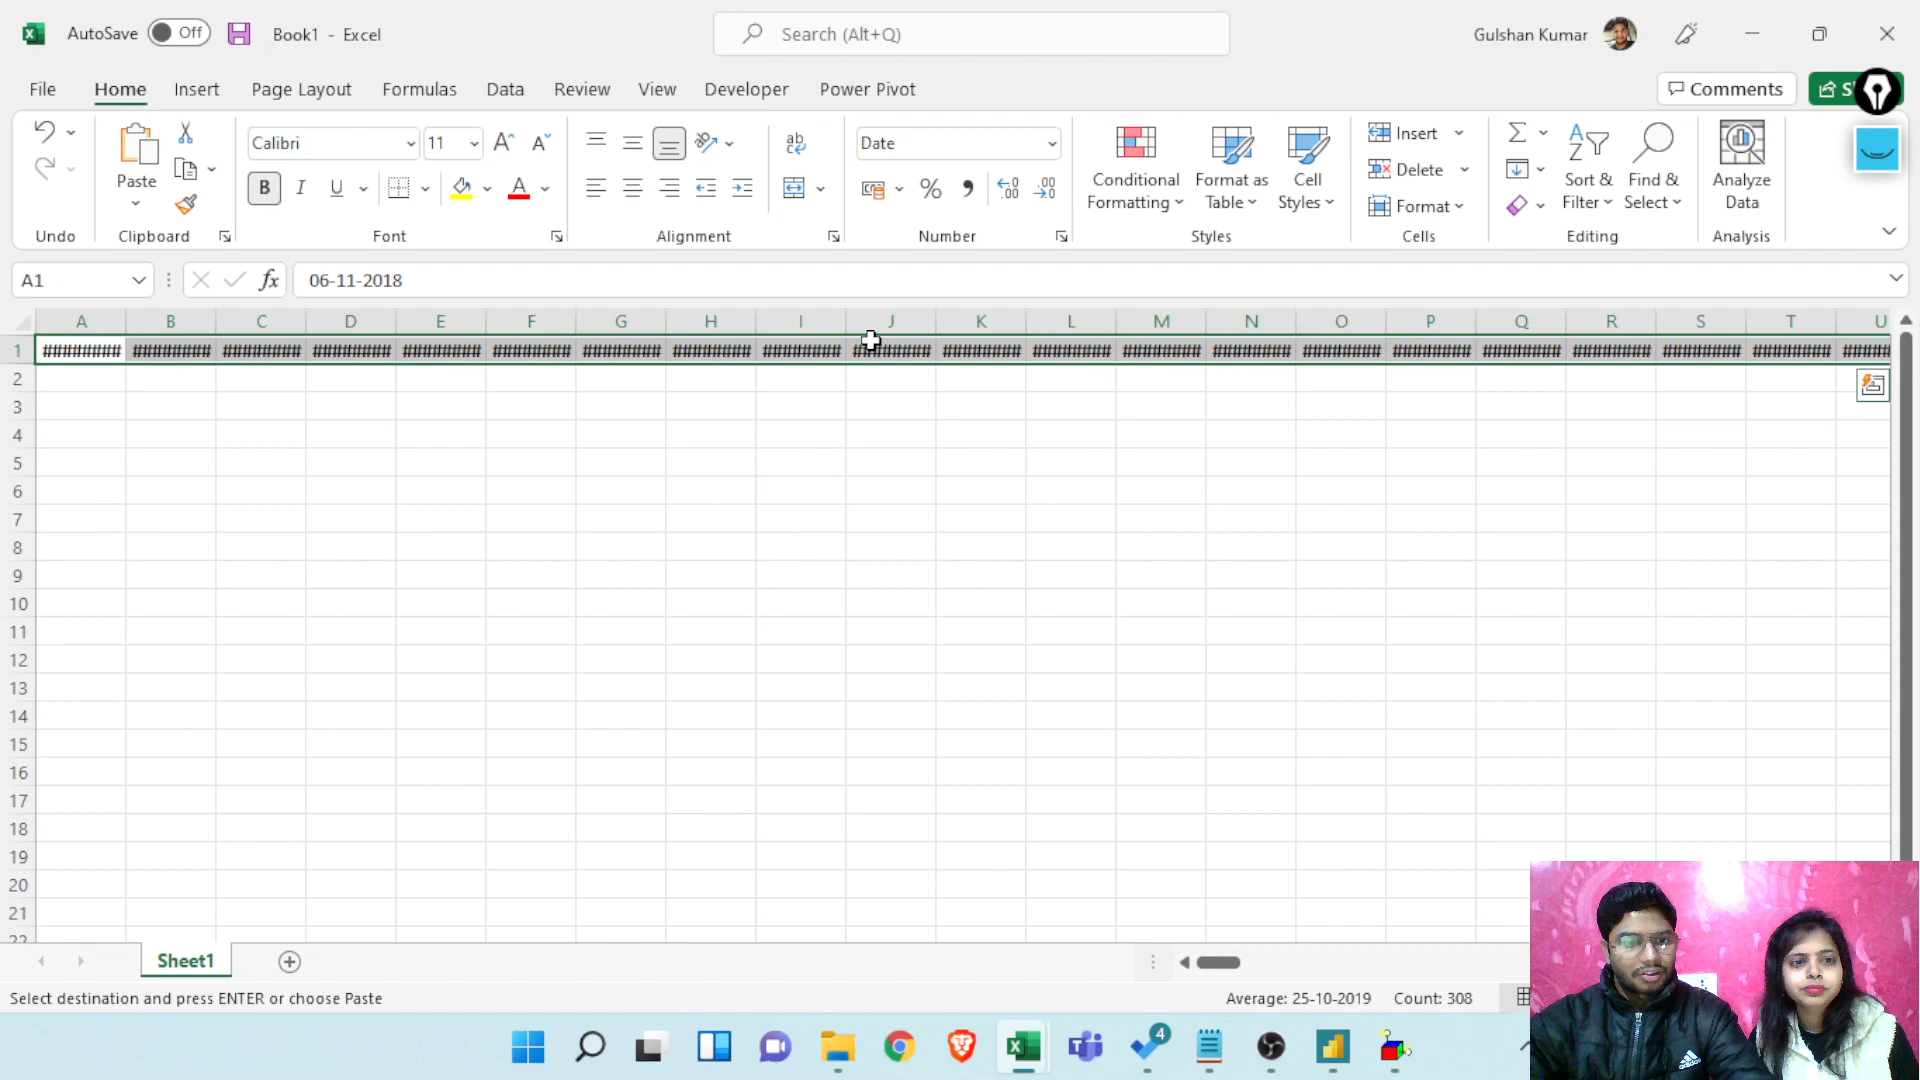 AutoSave Off Book1 - Excel Search (Alt+Q) Gulshan Kumar
File Home Insert Page Layout Formulas Data Review View Developer Power Pivot Comments
Calibri 11 Date Insert
Paste B I U A ab % Conditional Formatting Format as Table Cell Styles Delete Sort & Filter Find & Select Analyze Data
Format
Undo Clipboard Font Alignment Number Styles Cells Editing Analysis
A1 fx 06-11-2018
A B C D E F G H I J K L M N O P Q R S T U
1 ######## ######## ######## ######## ######## ######## ######## ######## ######## ######## ######## ######## ######## ######## ######## ######## ######## ######## ######## ######## #####
2
3
4
5
6
7
8
9
10
11
12
13
14
15
16
17
18
19
20
21
22
Sheet1
Select destination and press ENTER or choose Paste Average: 25-10-2019 Count: 308
4